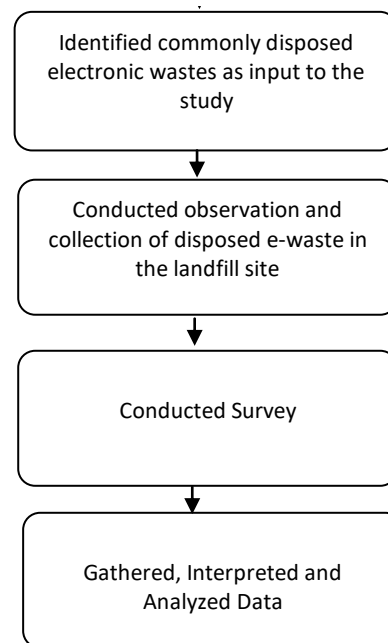 Identified commonly disposed
electronic wastes as input to the
study
Conducted observation and
collection of disposed e-waste in
the landfill site
Conducted Survey
Gathered, Interpreted and
Analyzed Data